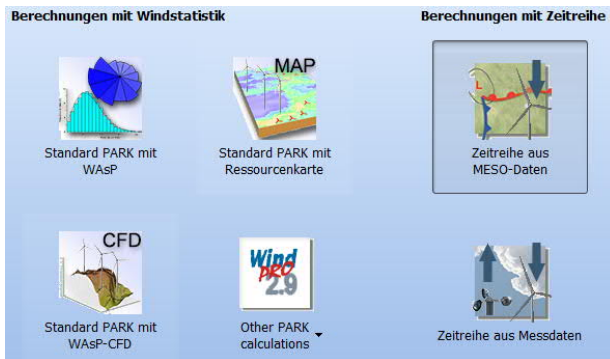 Berechnungen mit Windstatistik
Berechnungen mit Zeitreihe
MAP
L
Standard PARK mit
WAsP
Standard PARK mit
Ressourcenkarte
Zeitreihe aus
MESO-Daten
CFD
Wind
PRO
2.9
Standard PARK mit
WAsP-CFD
Other PARK
calculations
Zeitreihe aus Messdaten